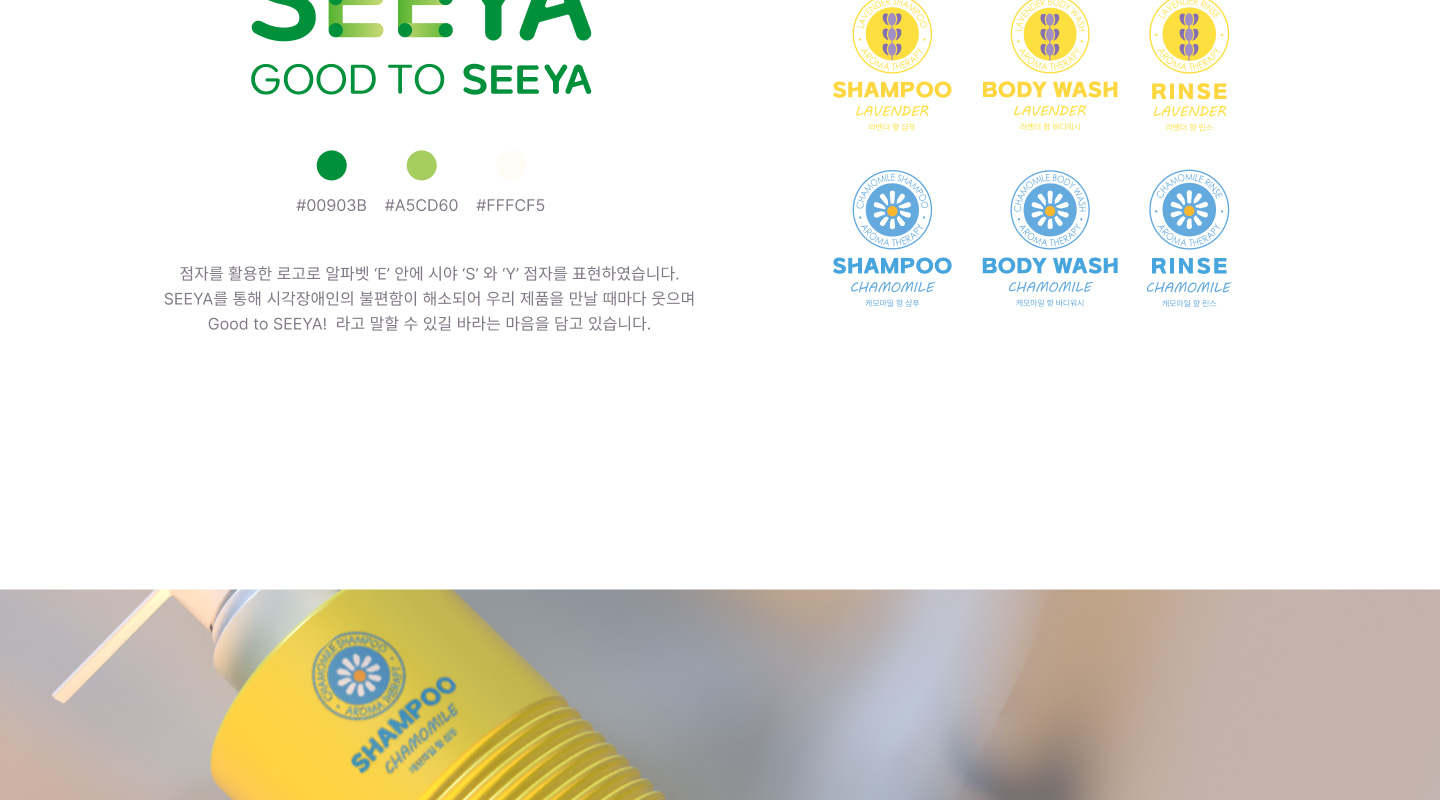 SEEYA
GOOD TO SEEYA
#00903B #A5CD60 #FFFCF5
점자를 활용한 로고로 알파벳 ‘E’ 안에 시야 ‘S’ 와 ‘Y’ 점자를 표현하였습니다.
SEEYA를 통해 시각장애인의 불편함이 해소되어 우리 제품을 만날 때마다 웃으며
Good to SEEYA! 라고 말할 수 있길 바라는 마음을 담고 있습니다.
LAVENDER SHAMPOO
AROMA THERAPY
SHAMPOO
LAVENDER
라벤더 향 샴푸
LAVENDER BODY WASH
AROMA THERAPY
BODY WASH
LAVENDER
라벤더 향 바디워시
LAVENDER RINSE
AROMA THERAPY
RINSE
LAVENDER
라벤더 향 린스
CHAMOMILE SHAMPOO
AROMA THERAPY
SHAMPOO
CHAMOMILE
캐모마일 향 샴푸
CHAMOMILE BODY WASH
AROMA THERAPY
BODY WASH
CHAMOMILE
캐모마일 향 바디워시
CHAMOMILE RINSE
AROMA THERAPY
RINSE
CHAMOMILE
캐모마일 향 린스
CHAMOMILE SHAMPOO
AROMA THERAPY
SHAMPOO
CHAMOMILE
캐모마일 향 샴푸